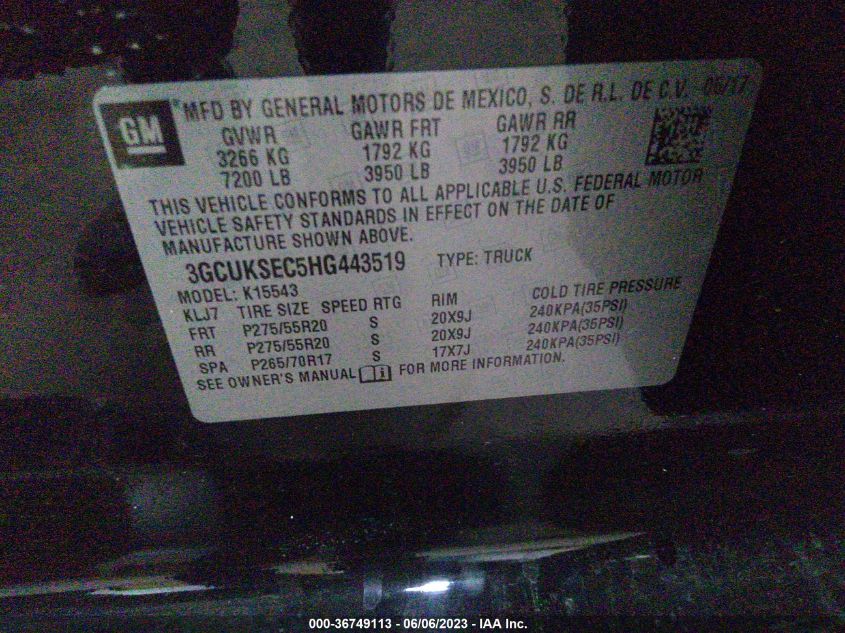 GM
® MFD BY GENERAL MOTORS DE MEXICO, S. DE R.L. DE C.V. 06/17
GVWR GAWR FRT GAWR RR
3266 KG 1792 KG 1792 KG
7200 LB 3950 LB 3950 LB
THIS VEHICLE CONFORMS TO ALL APPLICABLE U.S. FEDERAL MOTOR
VEHICLE SAFETY STANDARDS IN EFFECT ON THE DATE OF
MANUFACTURE SHOWN ABOVE.
3GCUKSEC5HG443519 TYPE: TRUCK
MODEL: K15543
KLJ7 TIRE SIZE SPEED RTG RIM COLD TIRE PRESSURE
FRT P275/55R20 S 20X9J 240KPA(35PSI)
RR P275/55R20 S 20X9J 240KPA(35PSI)
SPA P265/70R17 S 17X7J 240KPA(35PSI)
SEE OWNER'S MANUAL FOR MORE INFORMATION.
000-36749113 - 06/06/2023 - IAA Inc.